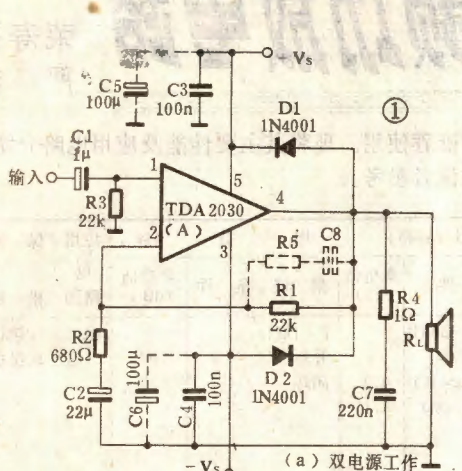 Vs
C5
100μ
C3
100n
D1
1N4001
①
C1
1μ
输入
R3
22k
1
2
TDA2030
(A)
5
4
3
R5
C8
R1
22k
R2
680Ω
C2
22μ
100μ
C6
C4
100n
D2
1N4001
R4
1Ω
RL
C7
220n
-Vs
(a) 双电源工作